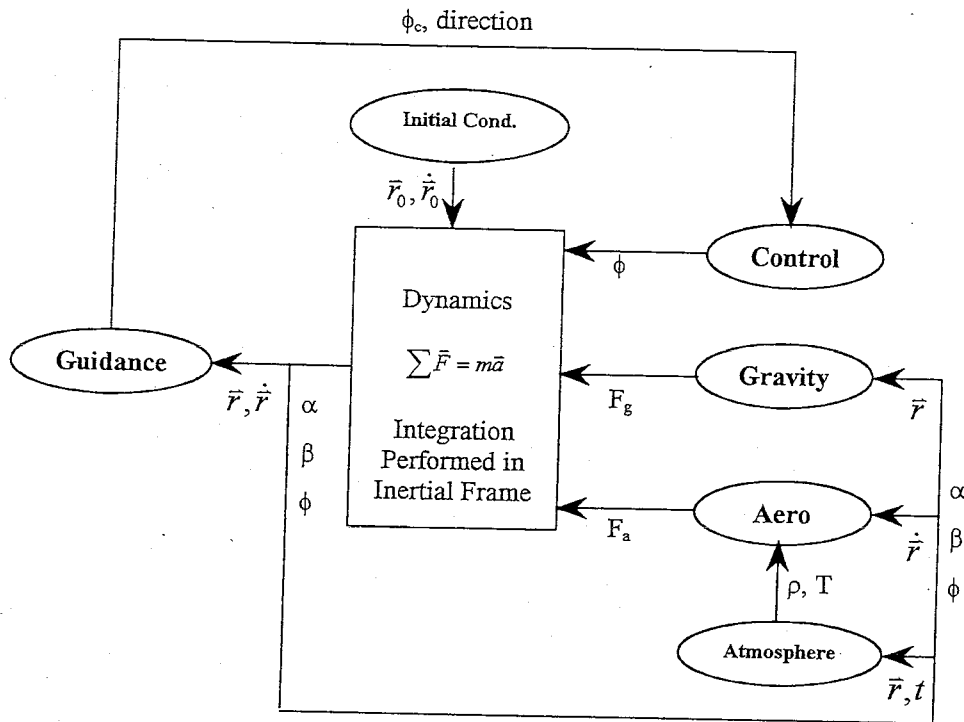 ϕc, direction
Initial Cond.
r̄₀, r̄̇₀
Control
ϕ
Dynamics
∑F̄ = mā
Integration
Performed in
Inertial Frame
Guidance
r̄, r̄̇
α
β
ϕ
Gravity
Fg
r̄
Aero
Fa
r̄̇
α
β
ϕ
ρ, T
Atmosphere
r̄, t